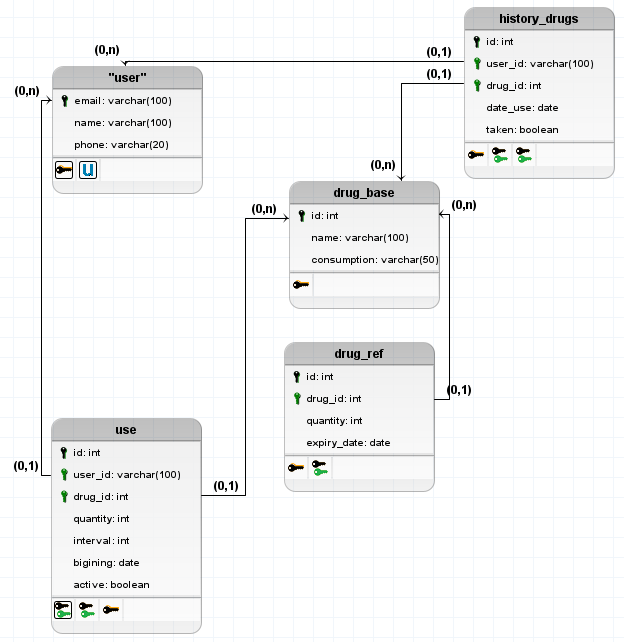 history_drugs
id: int
user_id: varchar(100)
drug_id: int
date_use: date
taken: boolean
(0,n)
(0,1)
(0,1)
"user"
email: varchar(100)
name: varchar(100)
phone: varchar(20)
U
(0,n)
(0,n)
drug_base
id: int
name: varchar(100)
consumption: varchar(50)
(0,n)
(0,n)
drug_ref
id: int
drug_id: int
quantity: int
expiry_date: date
(0,1)
use
id: int
user_id: varchar(100)
drug_id: int
quantity: int
interval: int
bigining: date
active: boolean
(0,1)
(0,1)